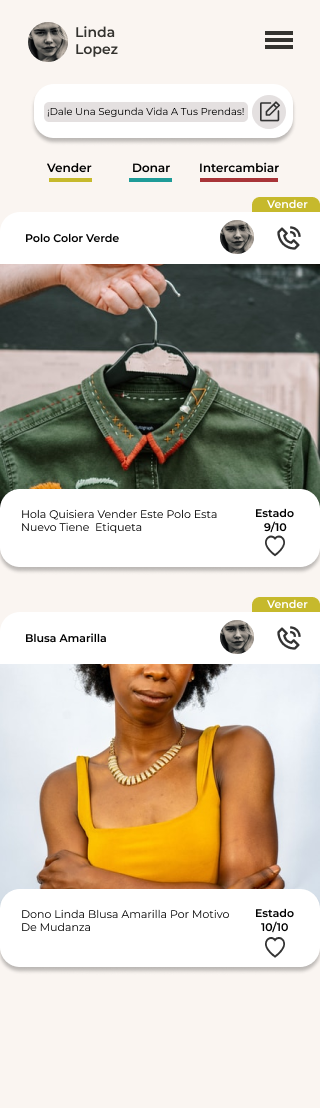 Linda
Lopez
¡Dale Una Segunda Vida A Tus Prendas!
Vender Donar Intercambiar
Vender
Polo Color Verde
Hola Quisiera Vender Este Polo Esta
Nuevo Tiene  Etiqueta
Estado
9/10
Vender
Blusa Amarilla
Dono Linda Blusa Amarilla Por Motivo
De Mudanza
Estado
10/10